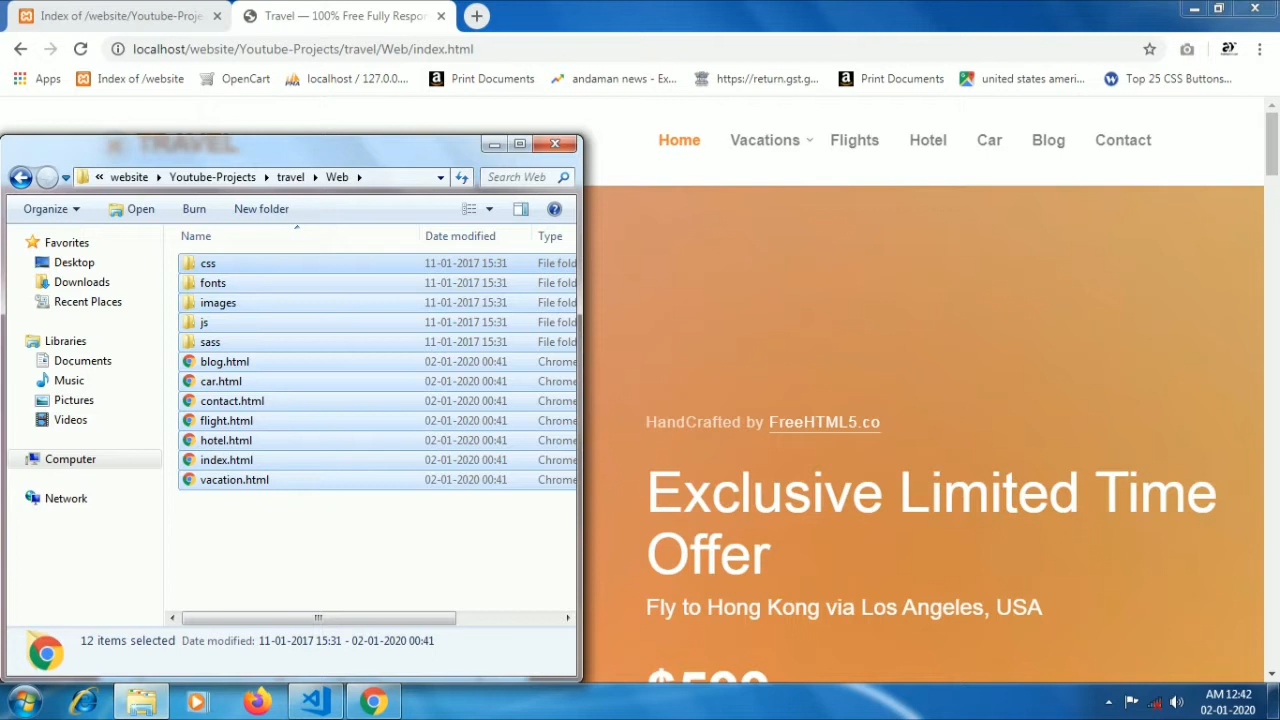 Index of /website/Youtube-Proje
Travel — 100% Free Fully Respon
localhost/website/Youtube-Projects/travel/Web/index.html
Apps
Index of /website
OpenCart
localhost / 127.0.0....
Print Documents
andaman news - Ex...
https://return.gst.g...
Print Documents
united states ameri...
Top 25 CSS Buttons...
TRAVEL
Home Vacations Flights Hotel Car Blog Contact
« website Youtube-Projects travel Web
Search Web
Organize Open Burn New folder
Name Date modified Type
Favorites
Desktop
Downloads
Recent Places
Libraries
Documents
Music
Pictures
Videos
Computer
Network
css 11-01-2017 15:31 File fold
fonts 11-01-2017 15:31 File fold
images 11-01-2017 15:31 File fold
js 11-01-2017 15:31 File fold
sass 11-01-2017 15:31 File fold
blog.html 02-01-2020 00:41 Chrome
car.html 02-01-2020 00:41 Chrome
contact.html 02-01-2020 00:41 Chrome
flight.html 02-01-2020 00:41 Chrome
hotel.html 02-01-2020 00:41 Chrome
index.html 02-01-2020 00:41 Chrome
vacation.html 02-01-2020 00:41 Chrome
12 items selected Date modified: 11-01-2017 15:31 - 02-01-2020 00:41
HandCrafted by FreeHTML5.co
Exclusive Limited Time
Offer
Fly to Hong Kong via Los Angeles, USA
AM 12:42
02-01-2020